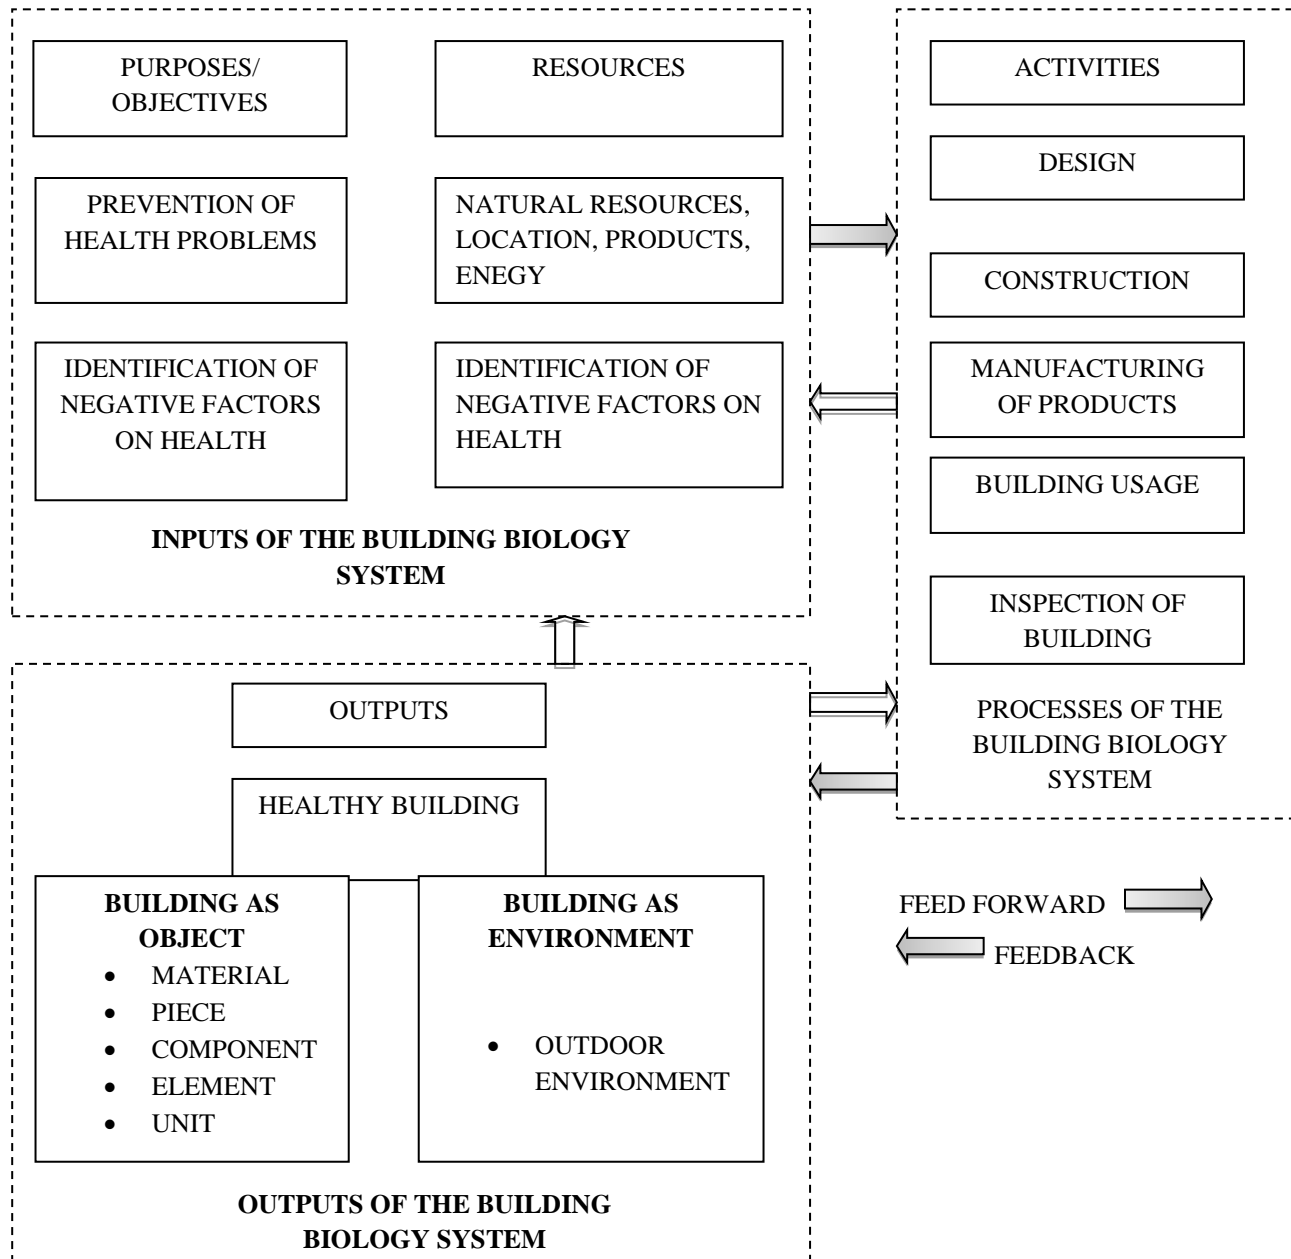 PURPOSES/
OBJECTIVES
RESOURCES
PREVENTION OF
HEALTH PROBLEMS
NATURAL RESOURCES,
LOCATION, PRODUCTS,
ENEGY
IDENTIFICATION OF
NEGATIVE FACTORS
ON HEALTH
IDENTIFICATION OF
NEGATIVE FACTORS ON
HEALTH
INPUTS OF THE BUILDING BIOLOGY
SYSTEM
ACTIVITIES
DESIGN
CONSTRUCTION
MANUFACTURING
OF PRODUCTS
BUILDING USAGE
INSPECTION OF
BUILDING
PROCESSES OF THE
BUILDING BIOLOGY
SYSTEM
OUTPUTS
HEALTHY BUILDING
BUILDING AS
OBJECT
• MATERIAL
• PIECE
• COMPONENT
• ELEMENT
• UNIT
BUILDING AS
ENVIRONMENT
• OUTDOOR
ENVIRONMENT
OUTPUTS OF THE BUILDING
BIOLOGY SYSTEM
FEED FORWARD
FEEDBACK